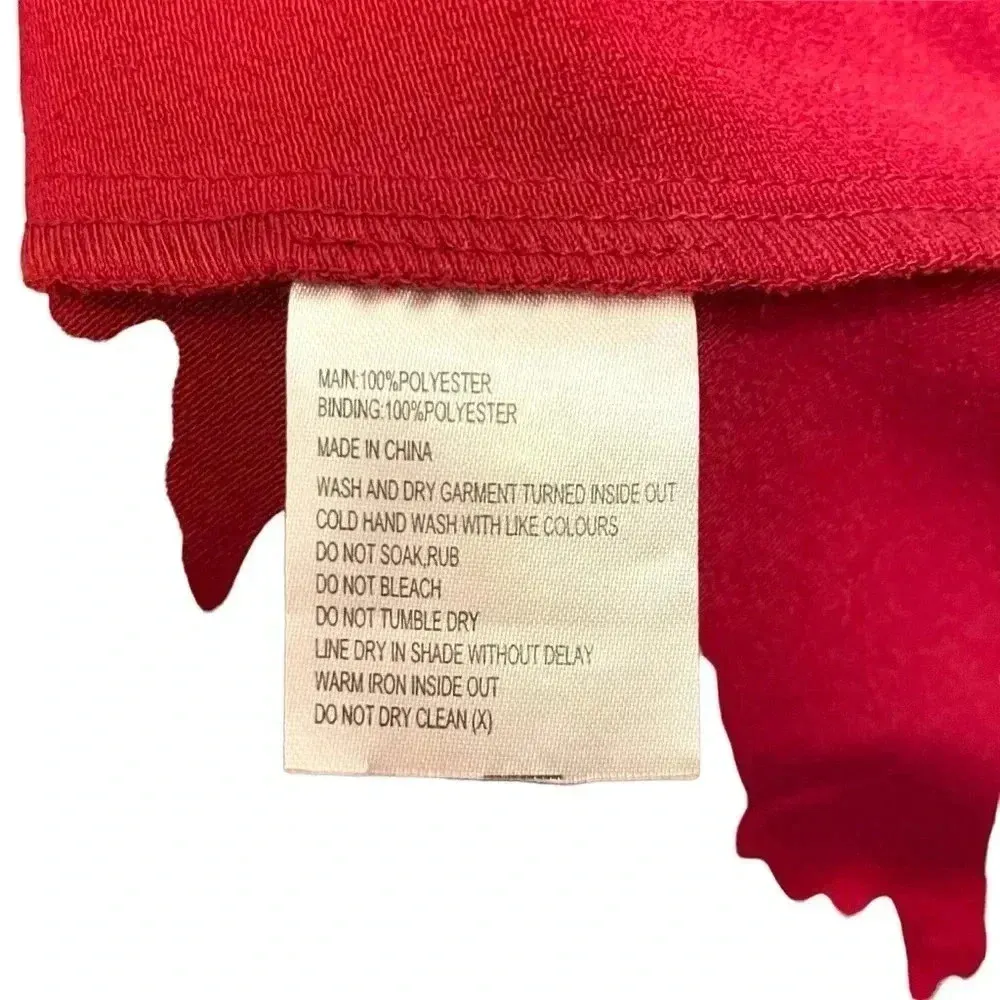 MAIN:100%POLYESTER
BINDING:100%POLYESTER
MADE IN CHINA
WASH AND DRY GARMENT TURNED INSIDE OUT
COLD HAND WASH WITH LIKE COLOURS
DO NOT SOAK,RUB
DO NOT BLEACH
DO NOT TUMBLE DRY
LINE DRY IN SHADE WITHOUT DELAY
WARM IRON INSIDE OUT
DO NOT DRY CLEAN (X)